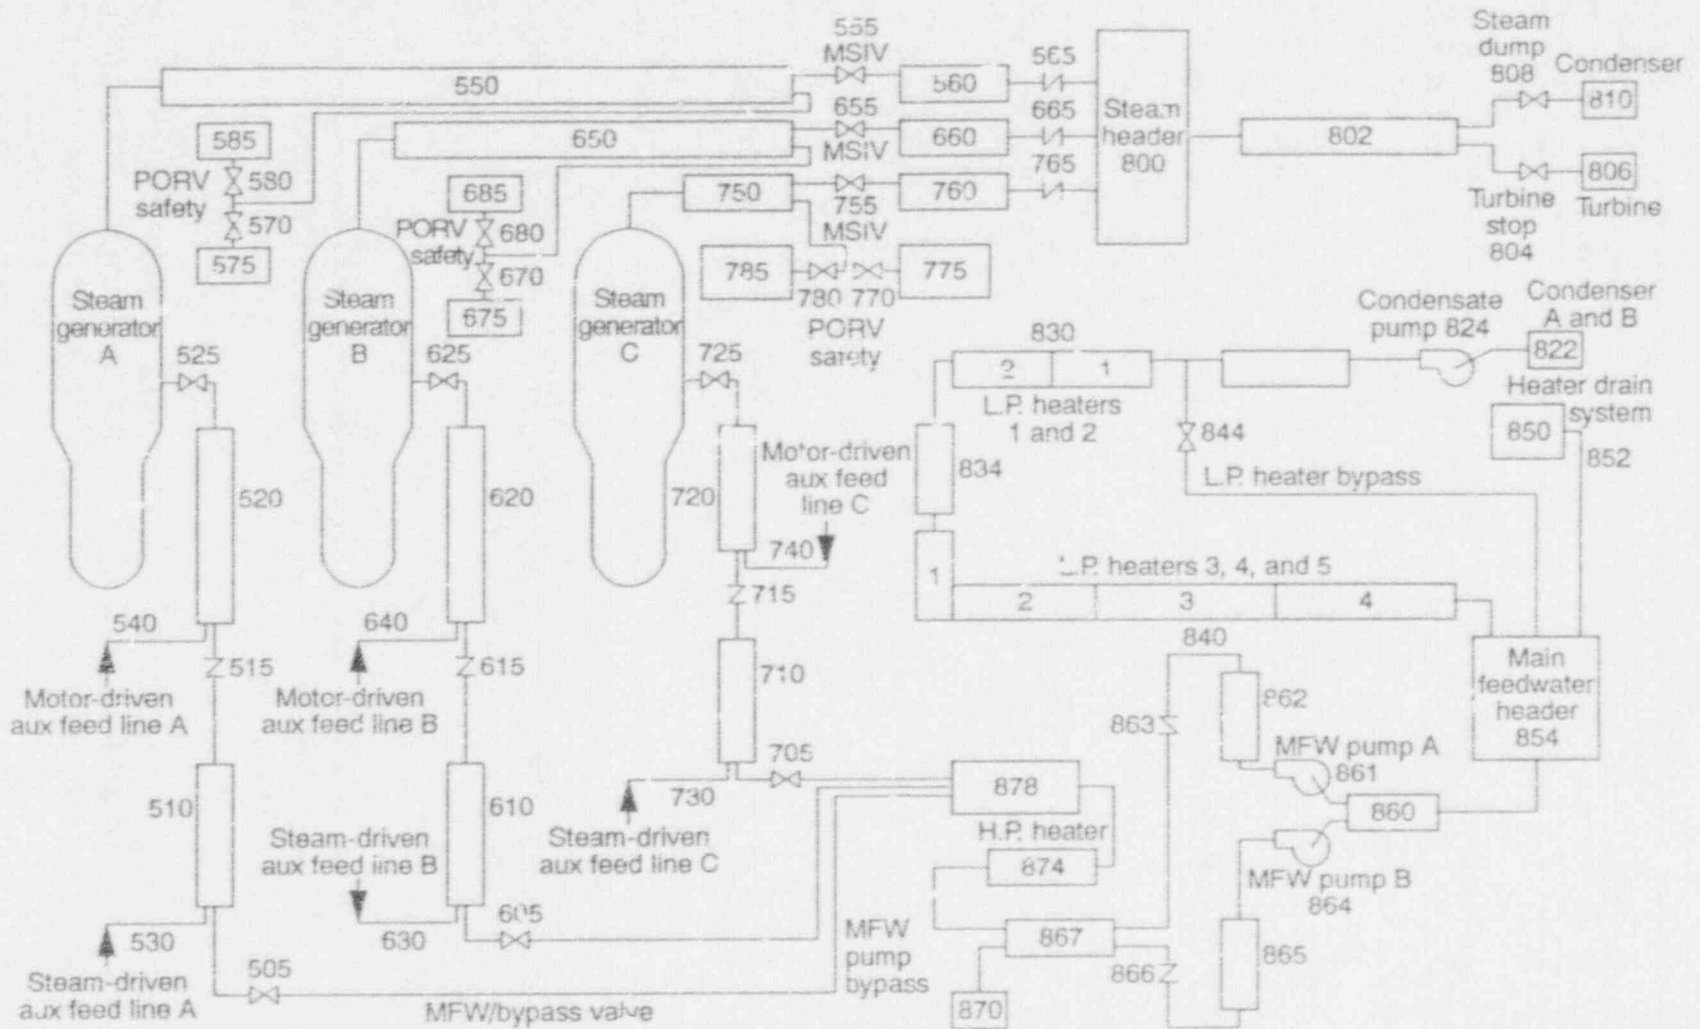 555
MSIV
550
560
565
655
MSIV
650
660
665
765
Steam
header
800
802
Steam
dump
808
Condenser
810
806
Turbine
Turbine
stop
804
585
PORV
safety
580
570
575
685
PORV
safety
680
670
675
750
755
MSIV
760
785
775
780
770
PORV
safety
Steam
generator
A
Steam
generator
B
Steam
generator
C
525
625
725
Condensate
pump 824
Condenser
A and B
822
830
2
1
L.P. heaters
1 and 2
Heater drain
system
850
852
844
L.P. heater bypass
834
520
620
720
Motor-driven
aux feed
line C
740
715
1
L.P. heaters 3, 4, and 5
2
3
4
840
540
515
Motor-driven
aux feed line A
640
615
Motor-driven
aux feed line B
710
Main
feedwater
header
854
862
863
MFW pump A
861
860
MFW pump B
864
705
730
Steam-driven
aux feed line C
878
H.P. heater
874
510
610
Steam-driven
aux feed line B
630
605
530
Steam-driven
aux feed line A
505
MFW/bypass valve
MFW
pump
bypass
867
866
865
870